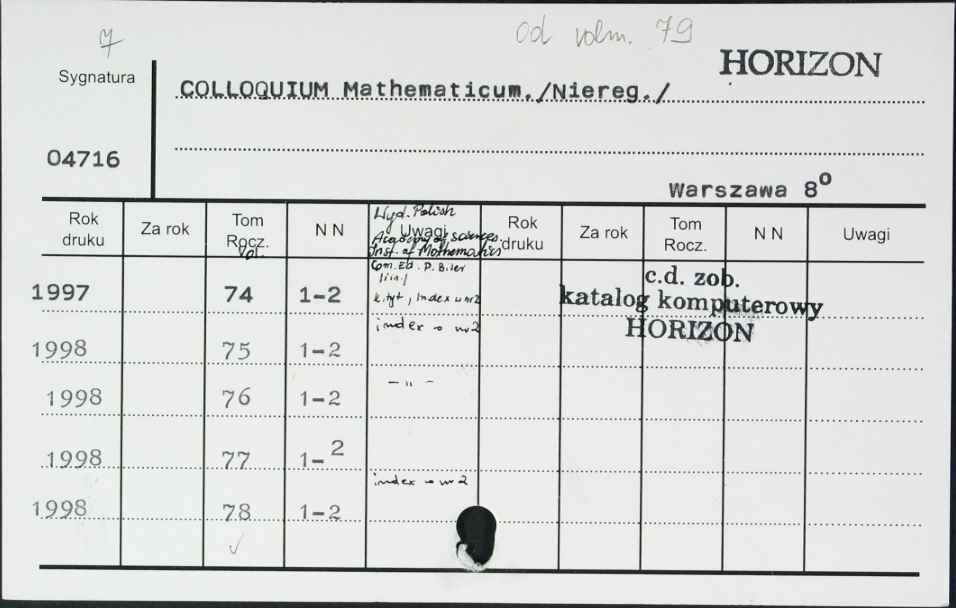 7 od volm. 79
HORIZON
Sygnatura COLLOQUIUM Mathematicum./Niereg./
04716
Warszawa 8°
Wyd. Polish
Academy of Sciences.
Inst. of Mathematics
Rok druku Za rok Tom Rocz. Vol. N N Uwagi Rok druku Za rok Tom Rocz. N N Uwagi
Com. Ed. P. Biler
k. tyt, index w nr 2
1997 74 1-2
c.d. zob.
katalog komputerowy
HORIZON
index w nr 2
1998 75 1-2
- " -
1998 76 1-2
1998 77 1-2
index w nr 2
1998 78 1-2